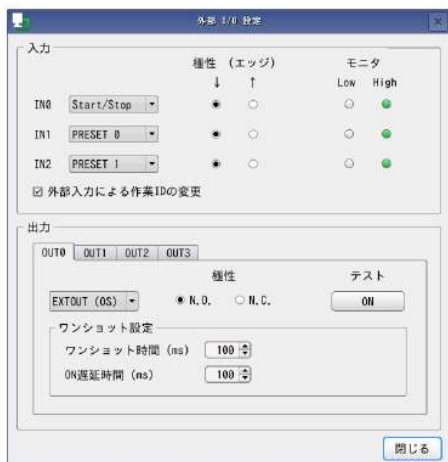 外部 I/O 設定
入力
極性 (エッジ) モニタ
↓ ↑ Low High
IN0 Start/Stop
IN1 PRESET 0
IN2 PRESET 1
外部入力による作業IDの変更
出力
OUT0 OUT1 OUT2 OUT3
極性 テスト
EXTOUT (OS) N.O. N.C. ON
ワンショット設定
ワンショット時間 (ms) 100
ON遅延時間 (ms) 100
閉じる